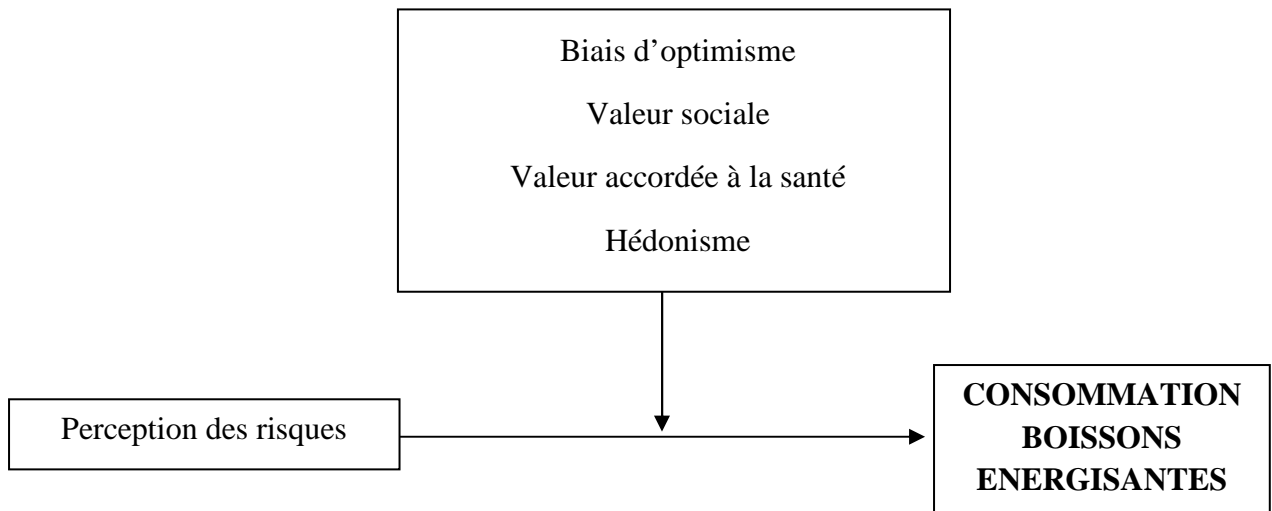 Biais d’optimisme
Valeur sociale
Valeur accordée à la santé
Hédonisme
Perception des risques
CONSOMMATION
BOISSONS
ENERGISANTES